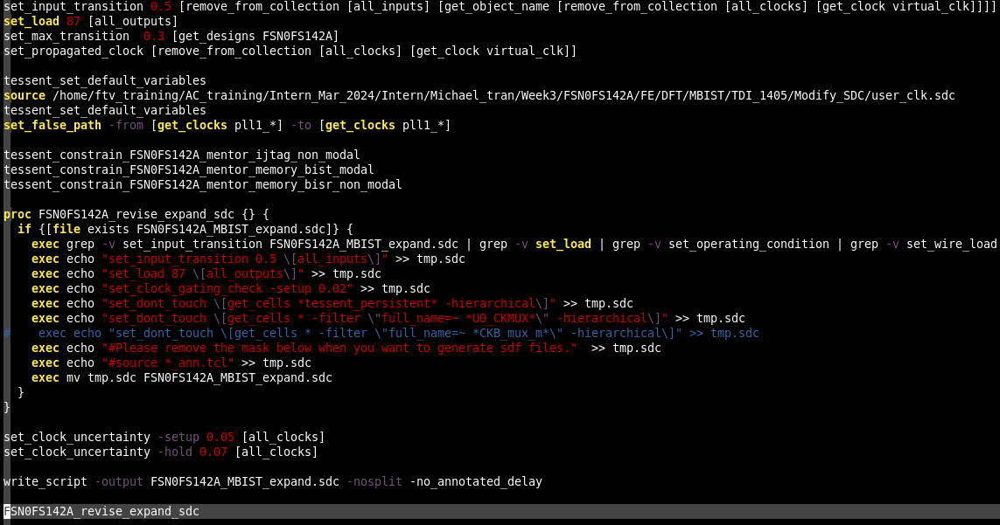 set_input_transition 0.5 [remove_from_collection [all_inputs] [get_object_name [remove_from_collection [all_clocks] [get_clock virtual_clk]]]]
set_load 87 [all_outputs]
set_max_transition  0.3 [get_designs FSN0FS142A]
set_propagated_clock [remove_from_collection [all_clocks] [get_clock virtual_clk]]
tessent_set_default_variables
source /home/ftv_training/AC_training/Intern_Mar_2024/Intern/Michael_tran/Week3/FSN0FS142A/FE/DFT/MBIST/TDI_1405/Modify_SDC/user_clk.sdc
tessent_set_default_variables
set_false_path -from [get_clocks pll1_*] -to [get_clocks pll1_*]
tessent_constrain_FSN0FS142A_mentor_ijtag_non_modal
tessent_constrain_FSN0FS142A_mentor_memory_bist_modal
tessent_constrain_FSN0FS142A_mentor_memory_bisr_non_modal
proc FSN0FS142A_revise_expand_sdc {} {
  if {[file exists FSN0FS142A_MBIST_expand.sdc]} {
    exec grep -v set_input_transition FSN0FS142A_MBIST_expand.sdc | grep -v set_load | grep -v set_operating_condition | grep -v set_wire_load
    exec echo "set_input_transition 0.5 \[all_inputs\]" >> tmp.sdc
    exec echo "set_load 87 \[all_outputs\]" >> tmp.sdc
    exec echo "set_clock_gating_check -setup 0.02" >> tmp.sdc
    exec echo "set_dont_touch \[get_cells *tessent_persistent* -hierarchical\]" >> tmp.sdc
    exec echo "set_dont_touch \[get_cells * -filter \"full_name=~ *U0_CKMUX*\" -hierarchical\]" >> tmp.sdc
#    exec echo "set_dont_touch \[get_cells * -filter \"full_name=~ *CKB_mux_m*\" -hierarchical\]" >> tmp.sdc
    exec echo "#Please remove the mask below when you want to generate sdf files."  >> tmp.sdc
    exec echo "#source *_ann.tcl" >> tmp.sdc
    exec mv tmp.sdc FSN0FS142A_MBIST_expand.sdc
  }
}
set_clock_uncertainty -setup 0.05 [all_clocks]
set_clock_uncertainty -hold 0.07 [all_clocks]
write_script -output FSN0FS142A_MBIST_expand.sdc -nosplit -no_annotated_delay
FSN0FS142A_revise_expand_sdc